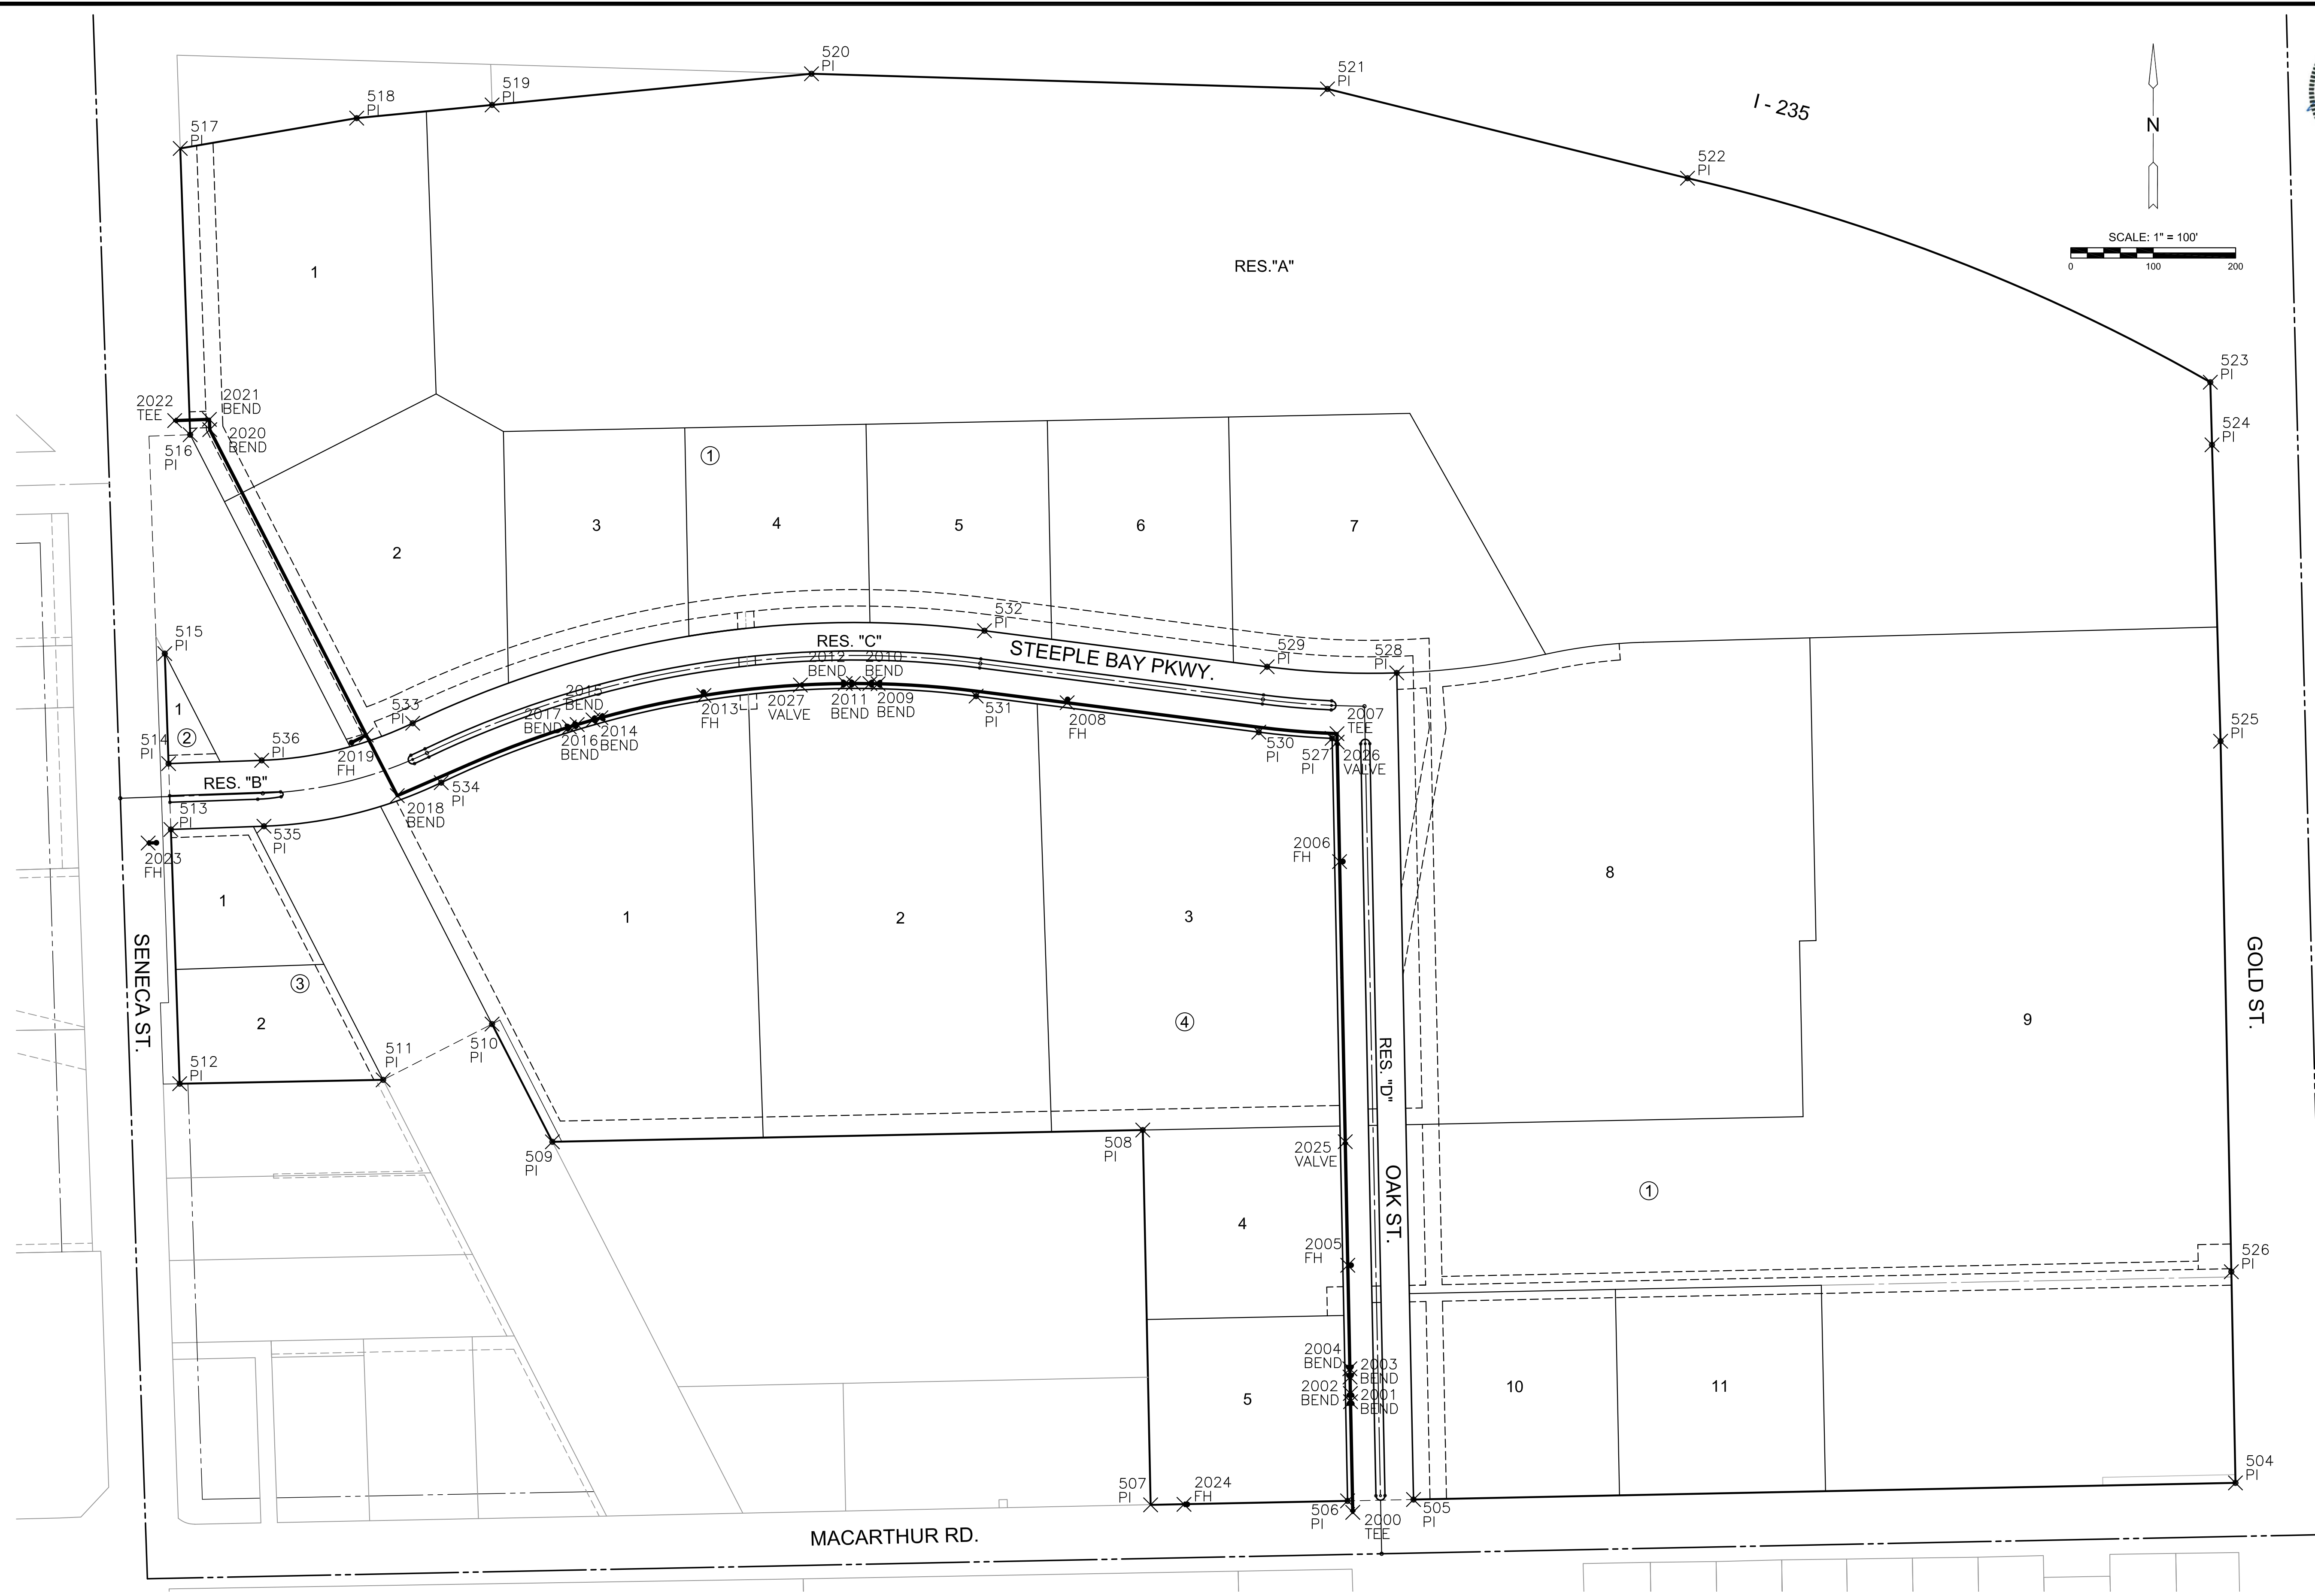 520
PI
521
PI
519
PI
518
PI
517
PI
I - 235
522
PI
N
SCALE: 1" = 100'
0
100
200
1
RES."A"
523
PI
524
PI
2022
TEE
2021
BEND
2020
BEND
516
PI
1
2
3
4
5
6
7
515
PI
532
PI
529
PI
528
PI
RES. "C"
STEEPLE BAY PKWY.
2012
BEND
2010
BEND
2015
BEND
2017
BEND
2016
BEND
2014
BEND
2013
FH
2027
VALVE
2011
BEND
2009
BEND
531
PI
2008
FH
530
PI
527
PI
2007
TEE
2026
VALVE
525
PI
533
PI
1
2
514
PI
536
PI
2019
FH
RES. "B"
513
PI
535
PI
534
PI
2018
BEND
2023
FH
2006
FH
8
1
1
2
3
SENECA ST.
3
2
4
9
GOLD ST.
510
PI
511
PI
512
PI
RES. "D"
509
PI
508
PI
2025
VALVE
OAK ST.
1
4
2005
FH
526
PI
2004
BEND
2003
BEND
2002
BEND
2001
BEND
5
10
11
507
PI
2024
FH
506
PI
2000
TEE
505
PI
504
PI
MACARTHUR RD.